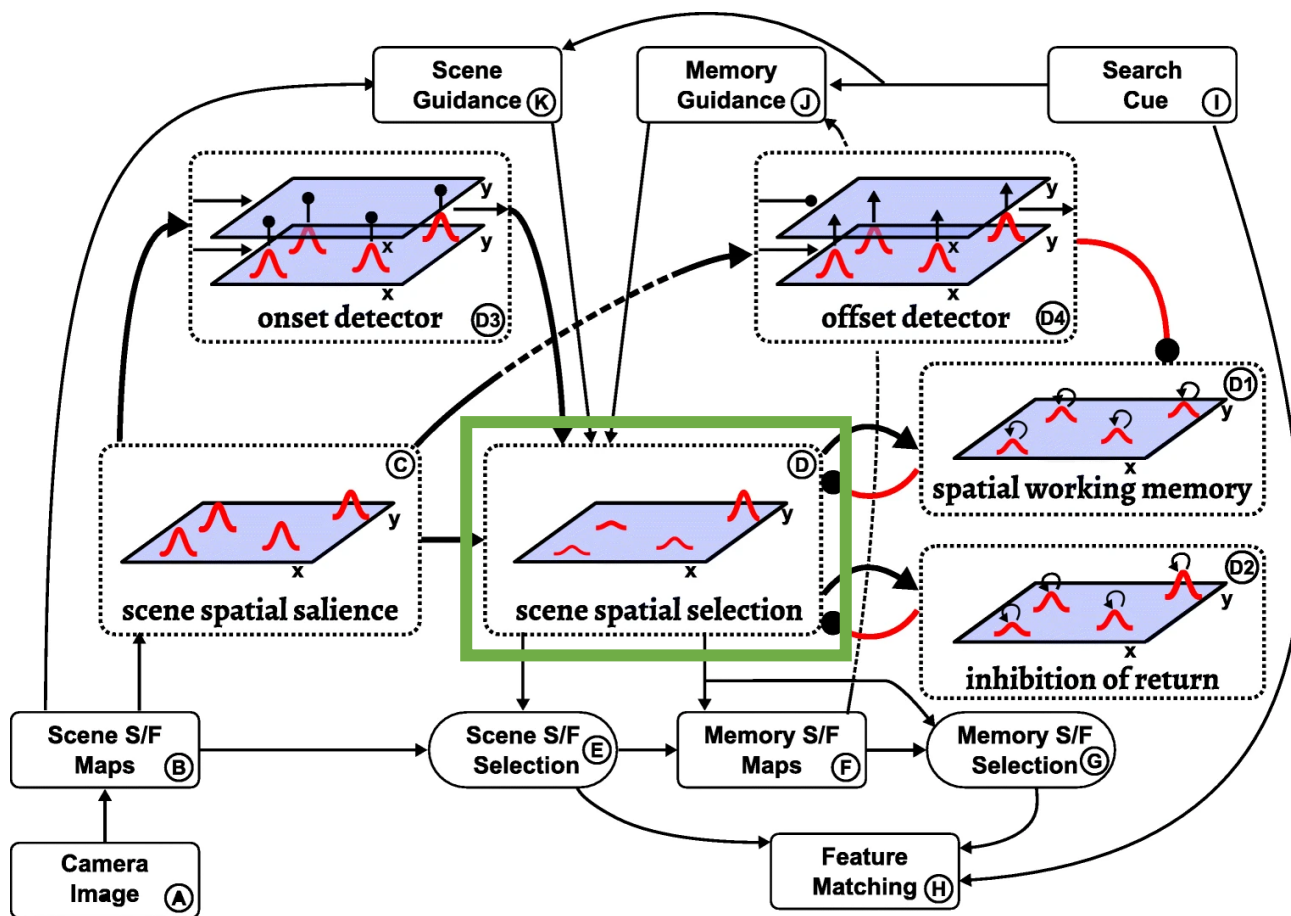 Scene
Guidance K
Memory
Guidance J
Search
Cue I
y
x
y
x
onset detector D3
y
x
y
x
offset detector D4
D1
y
x
spatial working memory
C
y
x
scene spatial salience
D
y
x
scene spatial selection
D2
y
x
inhibition of return
Scene S/F
Maps B
Scene S/F
Selection E
Memory S/F
Maps F
Memory S/F
Selection G
Camera
Image A
Feature
Matching H